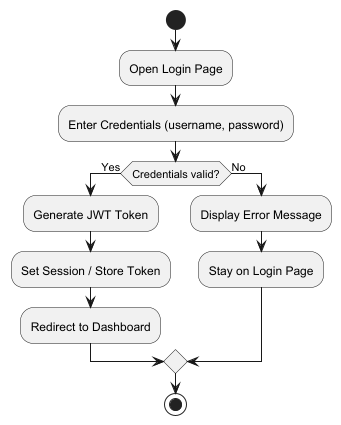 Open Login Page
Enter Credentials (username, password)
Yes
Credentials valid?
No
Generate JWT Token
Display Error Message
Set Session / Store Token
Stay on Login Page
Redirect to Dashboard